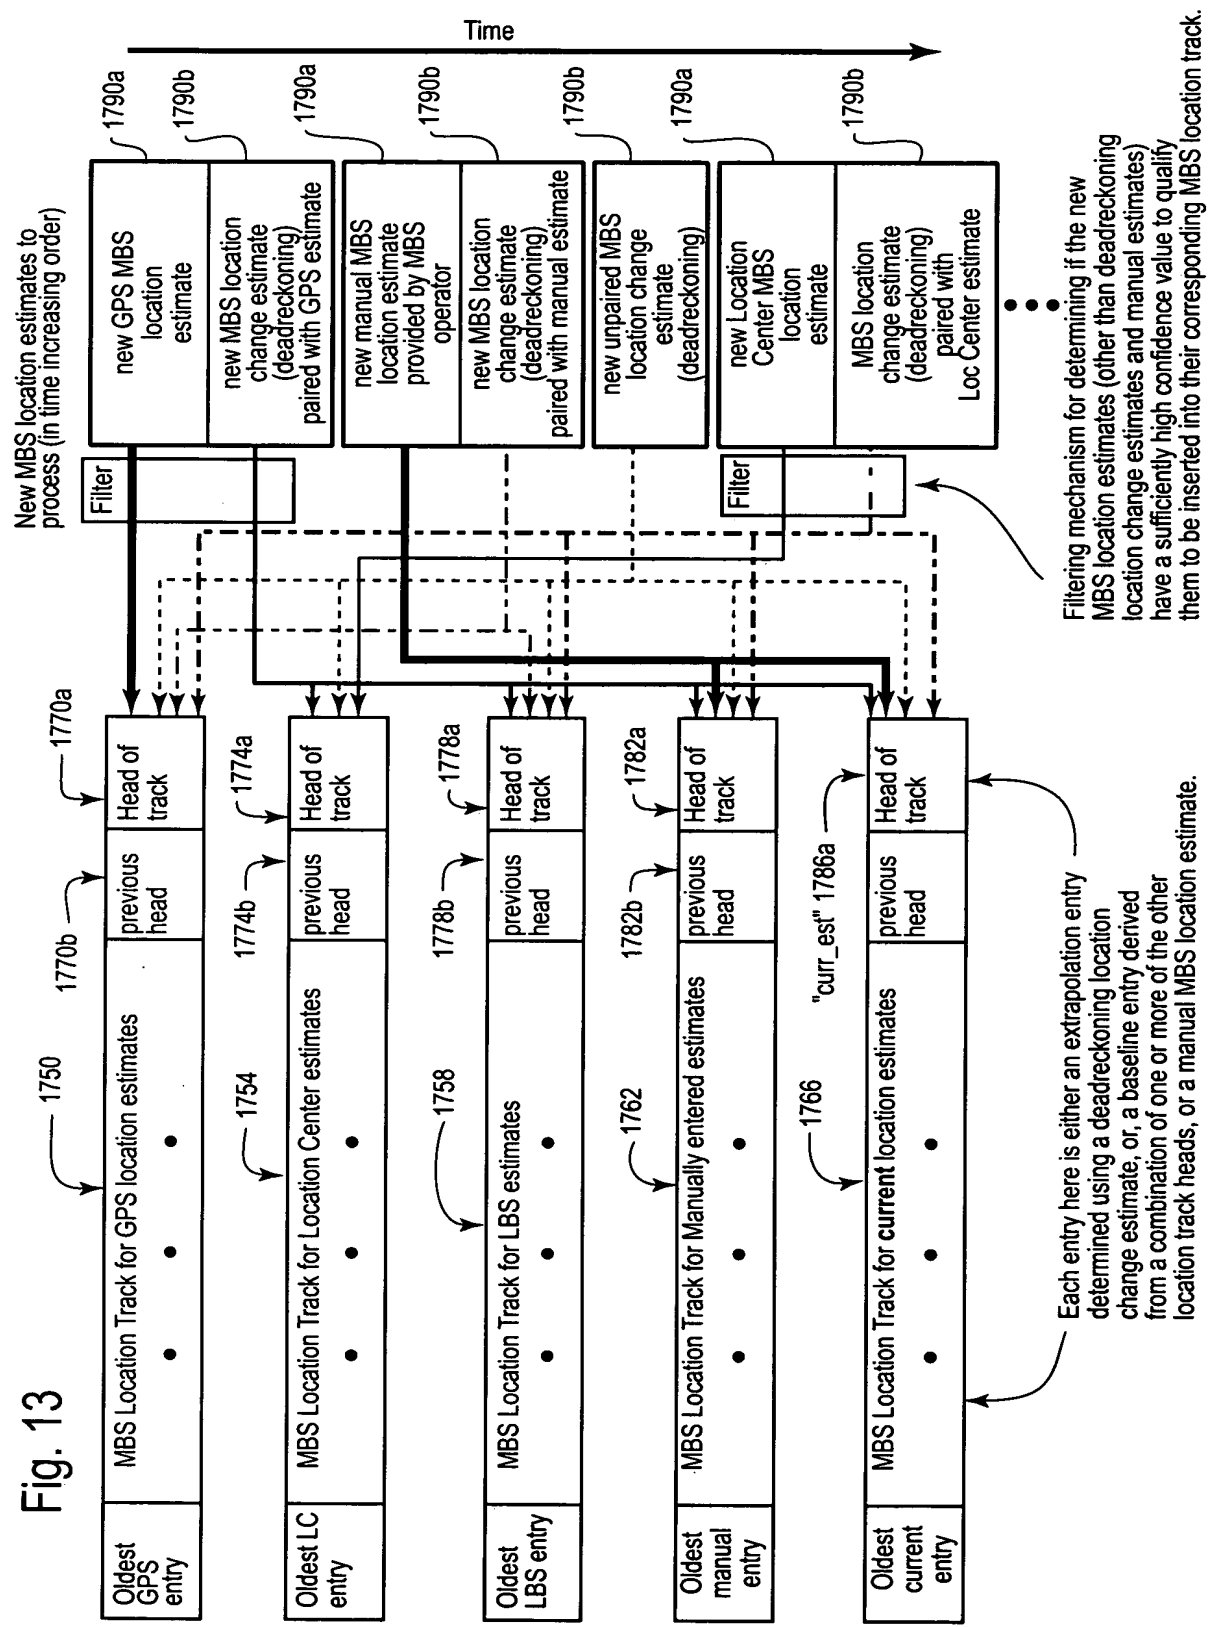 Fig. 13
New MBS location estimates to
process (in time increasing order)
Time
1790a
1790b
1790a
1790b
1790b
1790a
1790b
new GPS MBS
location
estimate
new MBS location
change estimate
(deadreckoning)
paired with GPS estimate
new manual MBS
location estimate
provided by MBS
operator
new MBS location
change estimate
(deadreckoning)
paired with manual estimate
new unpaired MBS
location change
estimate
(deadreckoning)
new Location
Center MBS
location
estimate
MBS location
change estimate
(deadreckoning)
paired with
Loc Center estimate
Filter
Filter
Filtering mechanism for determining if the new
MBS location estimates (other than deadreckoning
location change estimates and manual estimates)
have a sufficiently high confidence value to qualify
them to be inserted into their corresponding MBS location track.
1750
1770b
1770a
Oldest
GPS
entry
MBS Location Track for GPS location estimates
previous
head
Head of
track
1754
1774b
1774a
Oldest LC
entry
MBS Location Track for Location Center estimates
previous
head
Head of
track
1758
1778b
1778a
Oldest
LBS entry
MBS Location Track for LBS estimates
previous
head
Head of
track
1762
1782b
1782a
Oldest
manual
entry
MBS Location Track for Manually entered estimates
previous
head
Head of
track
1766
"curr_est" 1786a
Oldest
current
entry
MBS Location Track for current location estimates
previous
head
Head of
track
Each entry here is either an extrapolation entry
determined using a deadreckoning location
change estimate, or, a baseline entry derived
from a combination of one or more of the other
location track heads, or a manual MBS location estimate.